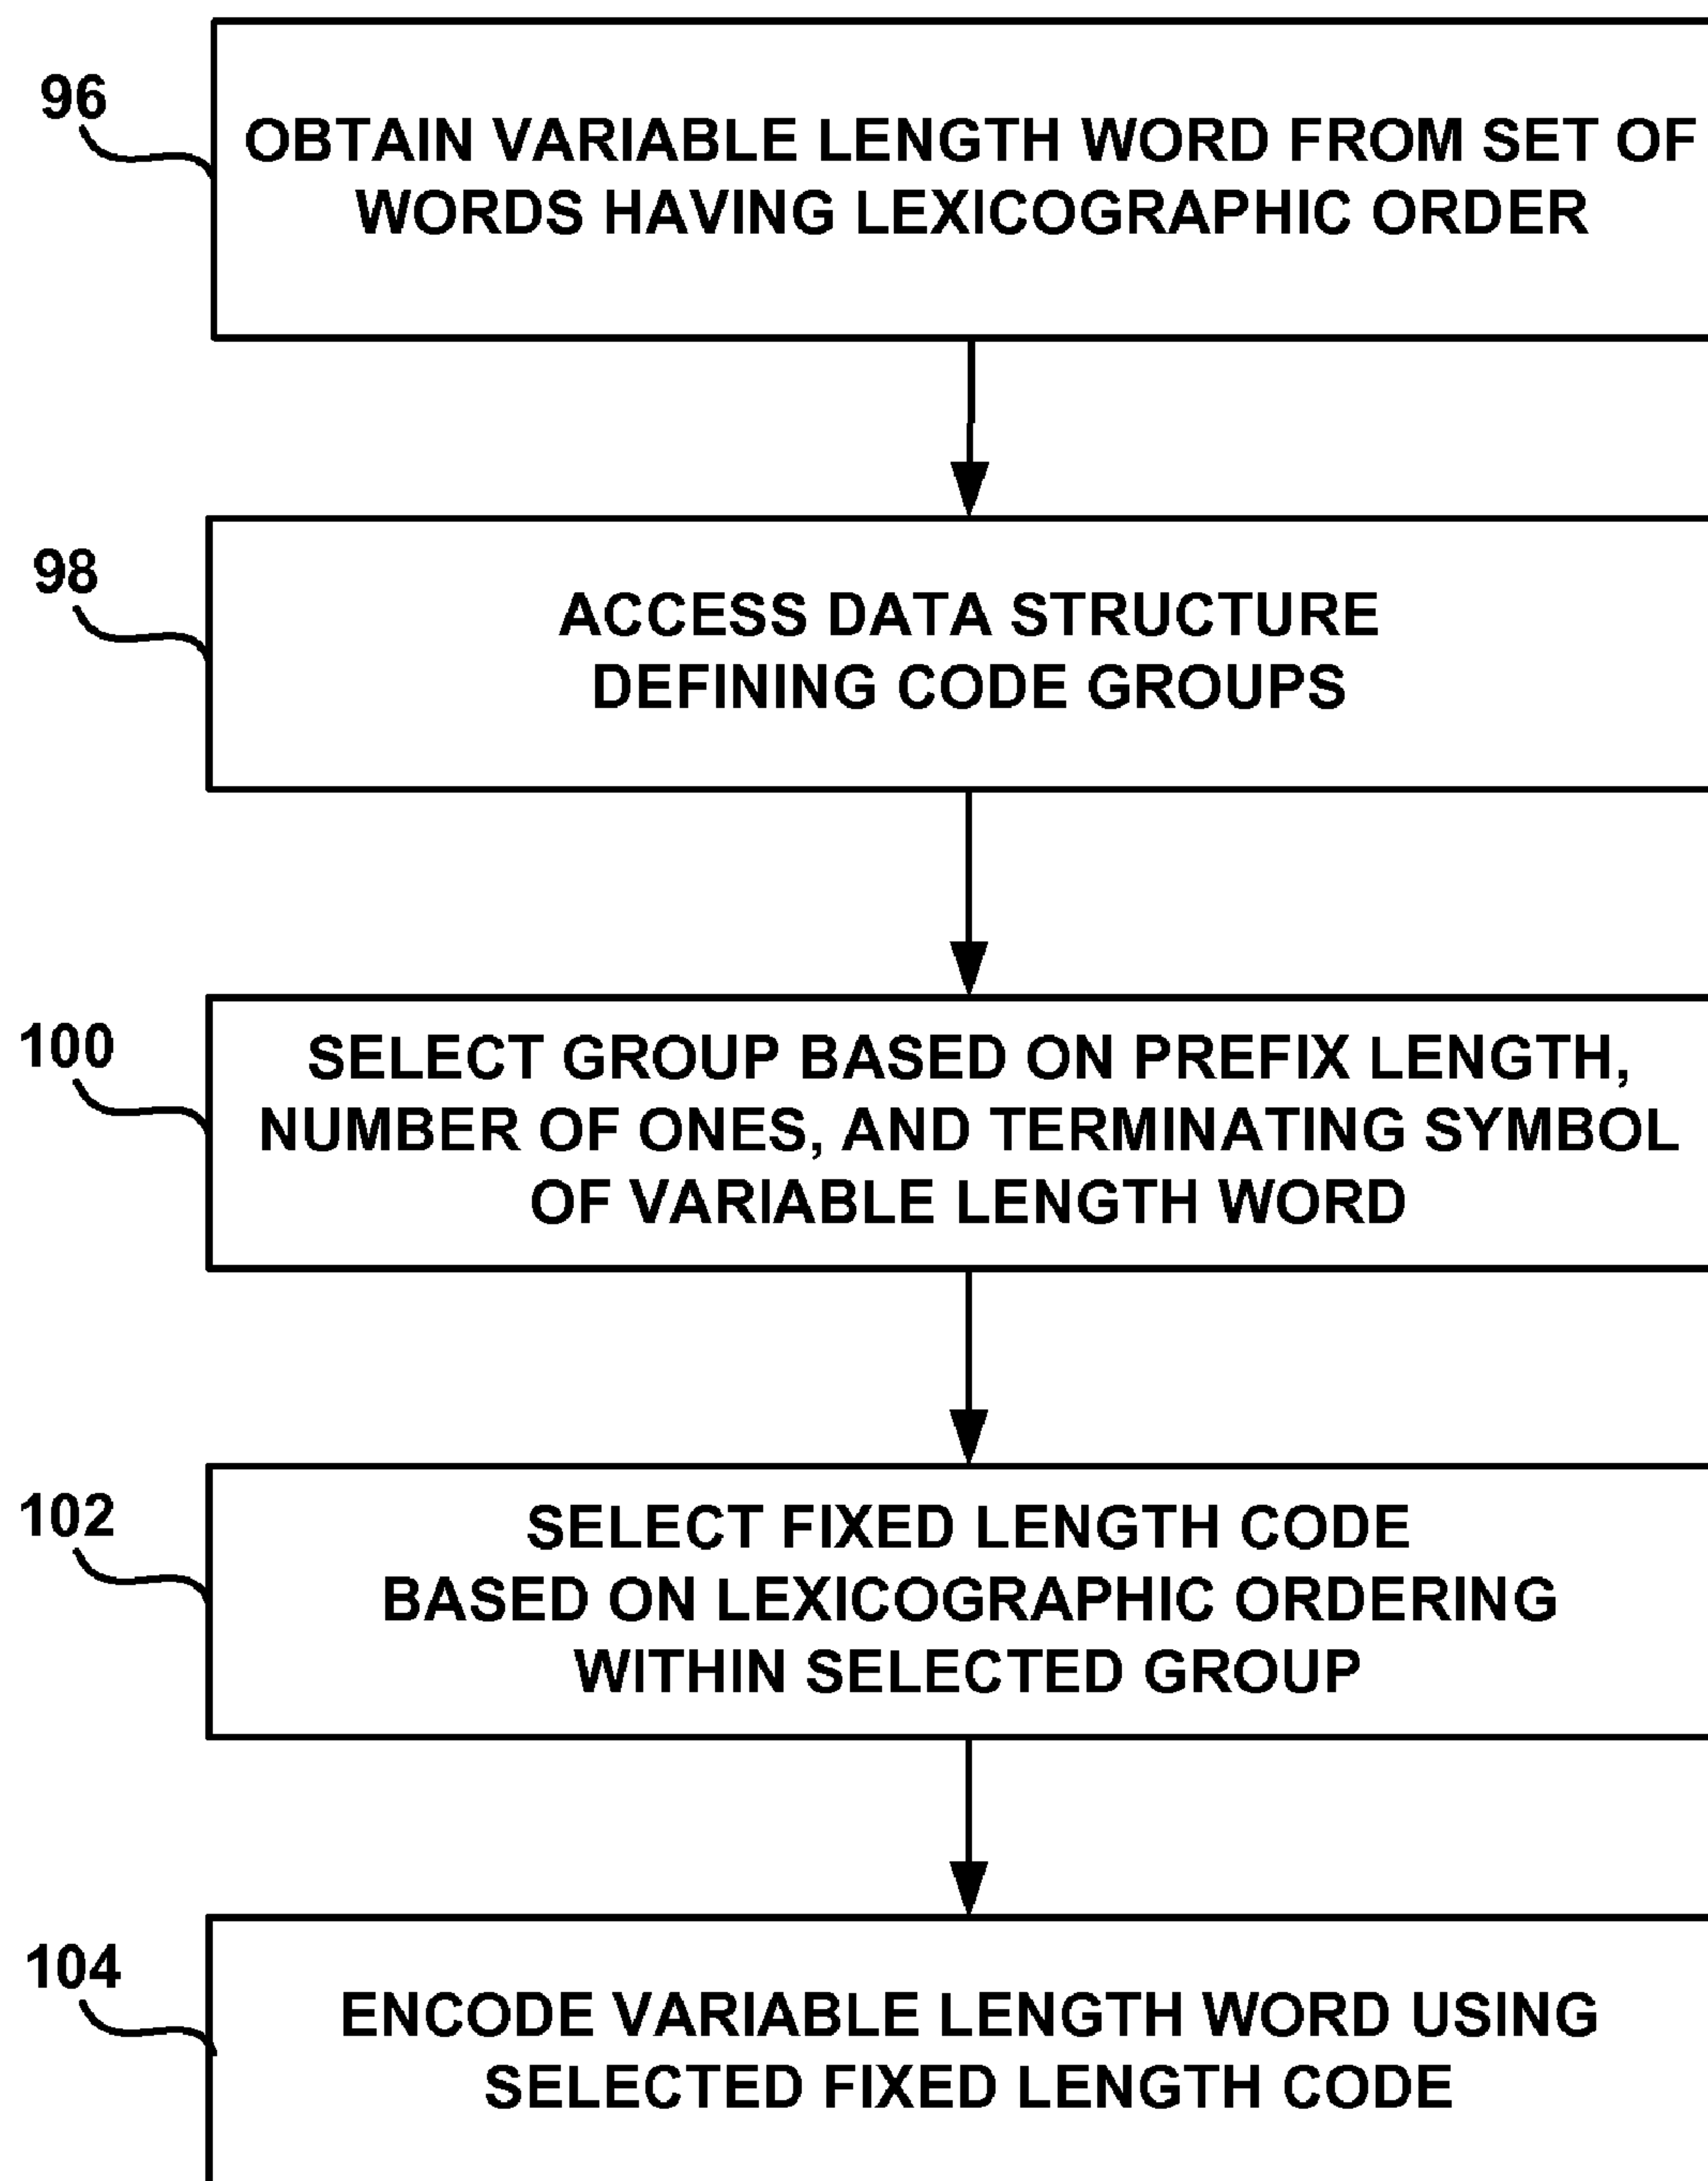 96
OBTAIN VARIABLE LENGTH WORD FROM SET OF
WORDS HAVING LEXICOGRAPHIC ORDER
98
ACCESS DATA STRUCTURE
DEFINING CODE GROUPS
100
SELECT GROUP BASED ON PREFIX LENGTH,
NUMBER OF ONES, AND TERMINATING SYMBOL
OF VARIABLE LENGTH WORD
102
SELECT FIXED LENGTH CODE
BASED ON LEXICOGRAPHIC ORDERING
WITHIN SELECTED GROUP
104
ENCODE VARIABLE LENGTH WORD USING
SELECTED FIXED LENGTH CODE